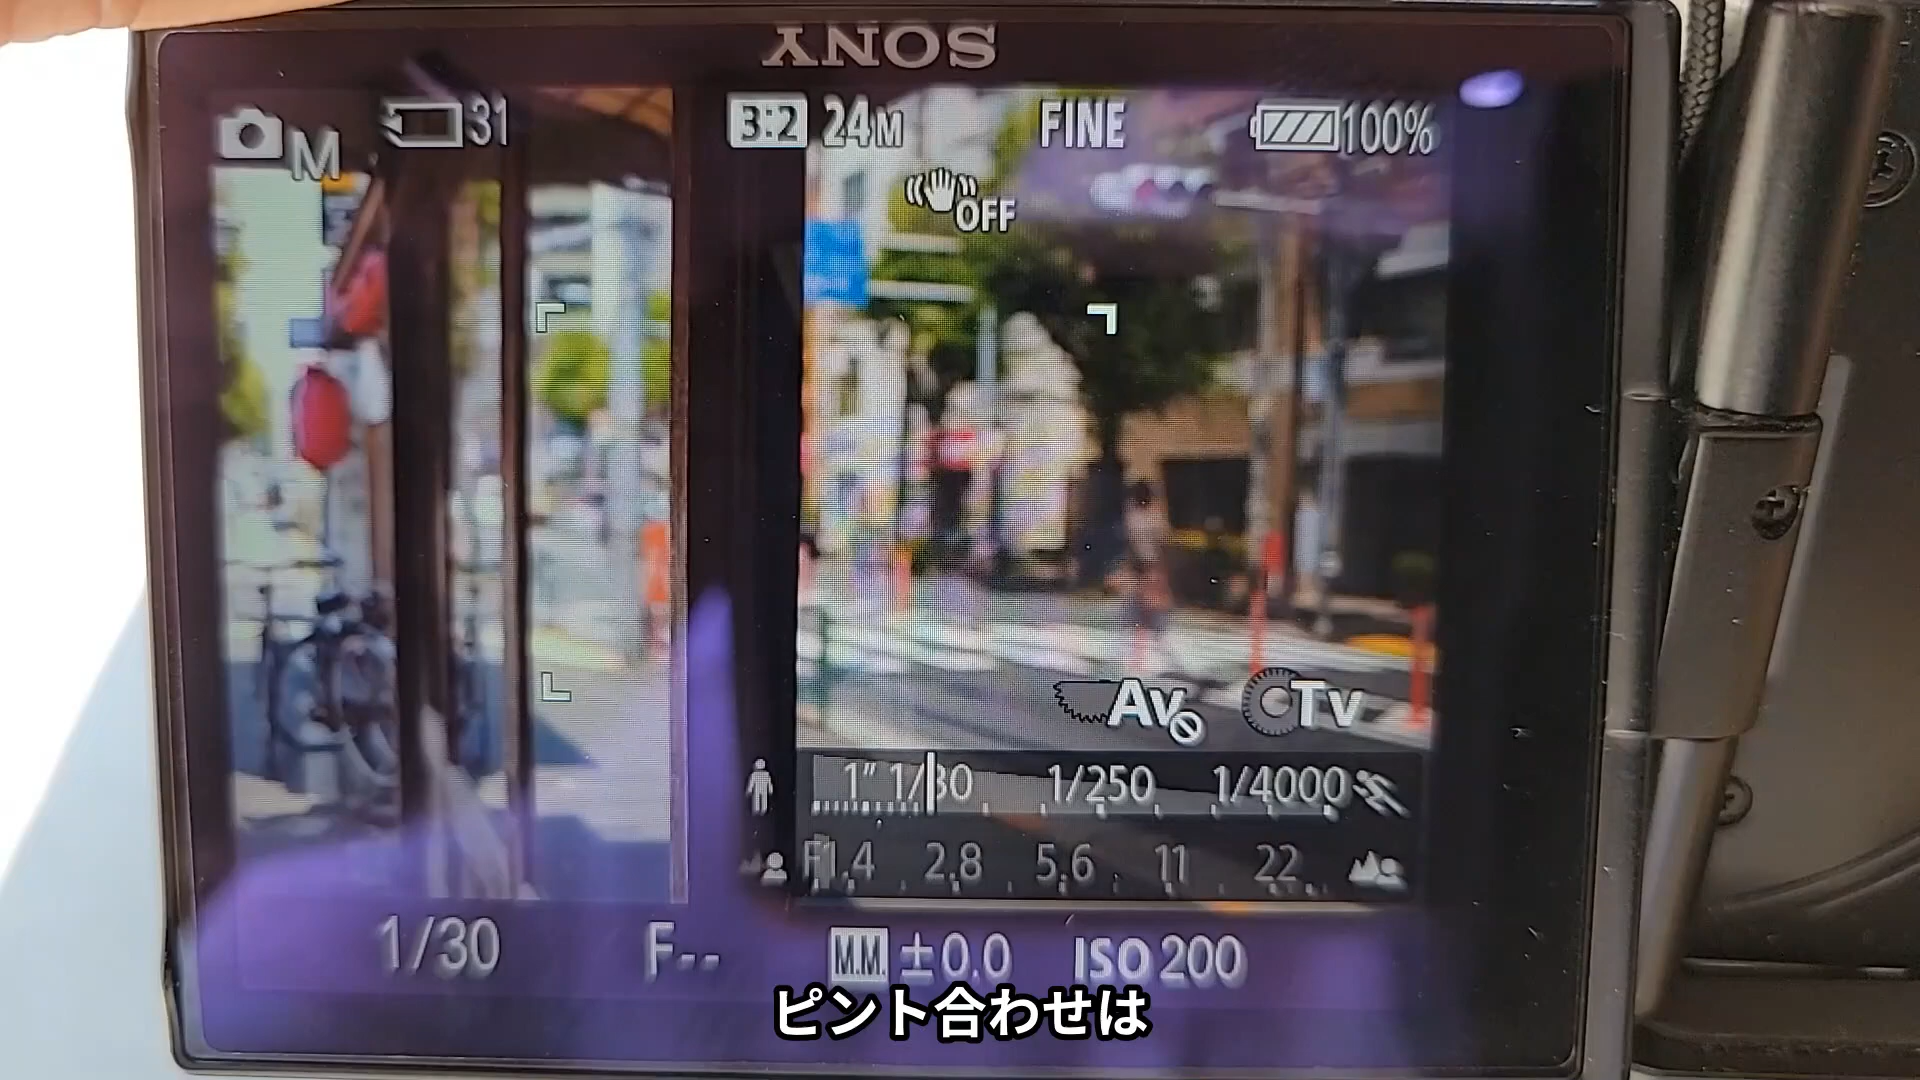 SONY
M 31 3:2 24M FINE 100%
OFF
Av Tv
1" 1/30 1/250 1/4000
F1.4 2.8 5.6 11 22
1/30 F-- M.M. ±0.0 ISO 200
ピント合わせは